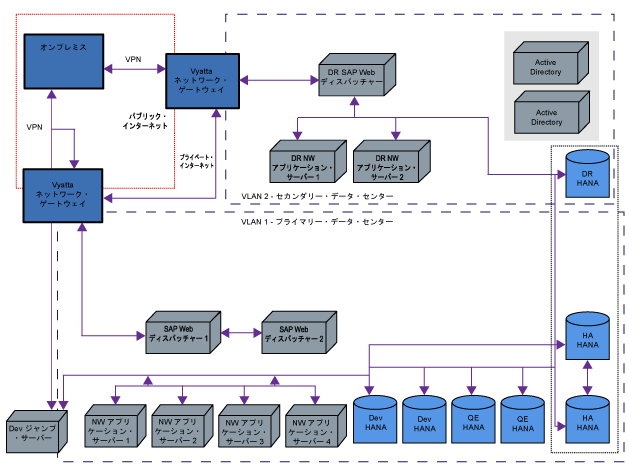 オンプレミス
VPN
Vyatta
ネットワーク・
ゲートウェイ
DR SAP Web
ディスパッチャー
Active
Directory
Active
Directory
VPN
パブリック・
インターネット
プライベート・
インターネット
DR NW
アプリケーション・
サーバー 1
DR NW
アプリケーション・
サーバー 2
DR
HANA
Vyatta
ネットワーク・
ゲートウェイ
VLAN 2 - セカンダリー・データ・センター
VLAN 1 - プライマリー・データ・センター
SAP Web
ディスパッチャー 1
SAP Web
ディスパッチャー 2
HA
HANA
Dev ジャンプ
・サーバー
NW アプリ
ケーション・
サーバー 1
NW アプリ
ケーション・
サーバー 2
NW アプリ
ケーション・
サーバー 3
NW アプリ
ケーション・
サーバー 4
Dev
HANA
Dev
HANA
QE
HANA
QE
HANA
HA
HANA